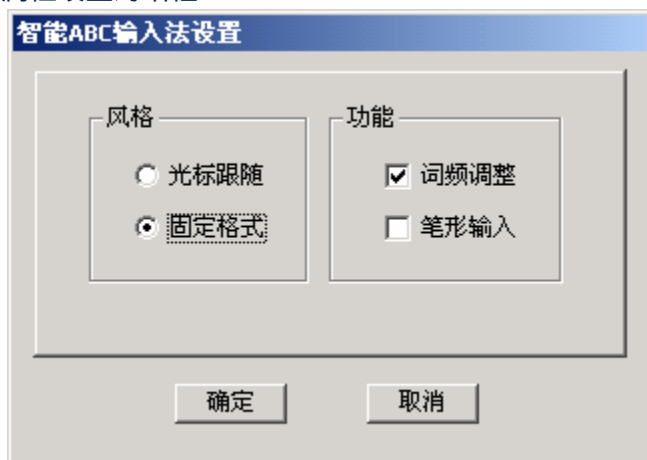 智能ABC输入法设置
风格
光标跟随
固定格式
功能
词频调整
笔形输入
确定
取消